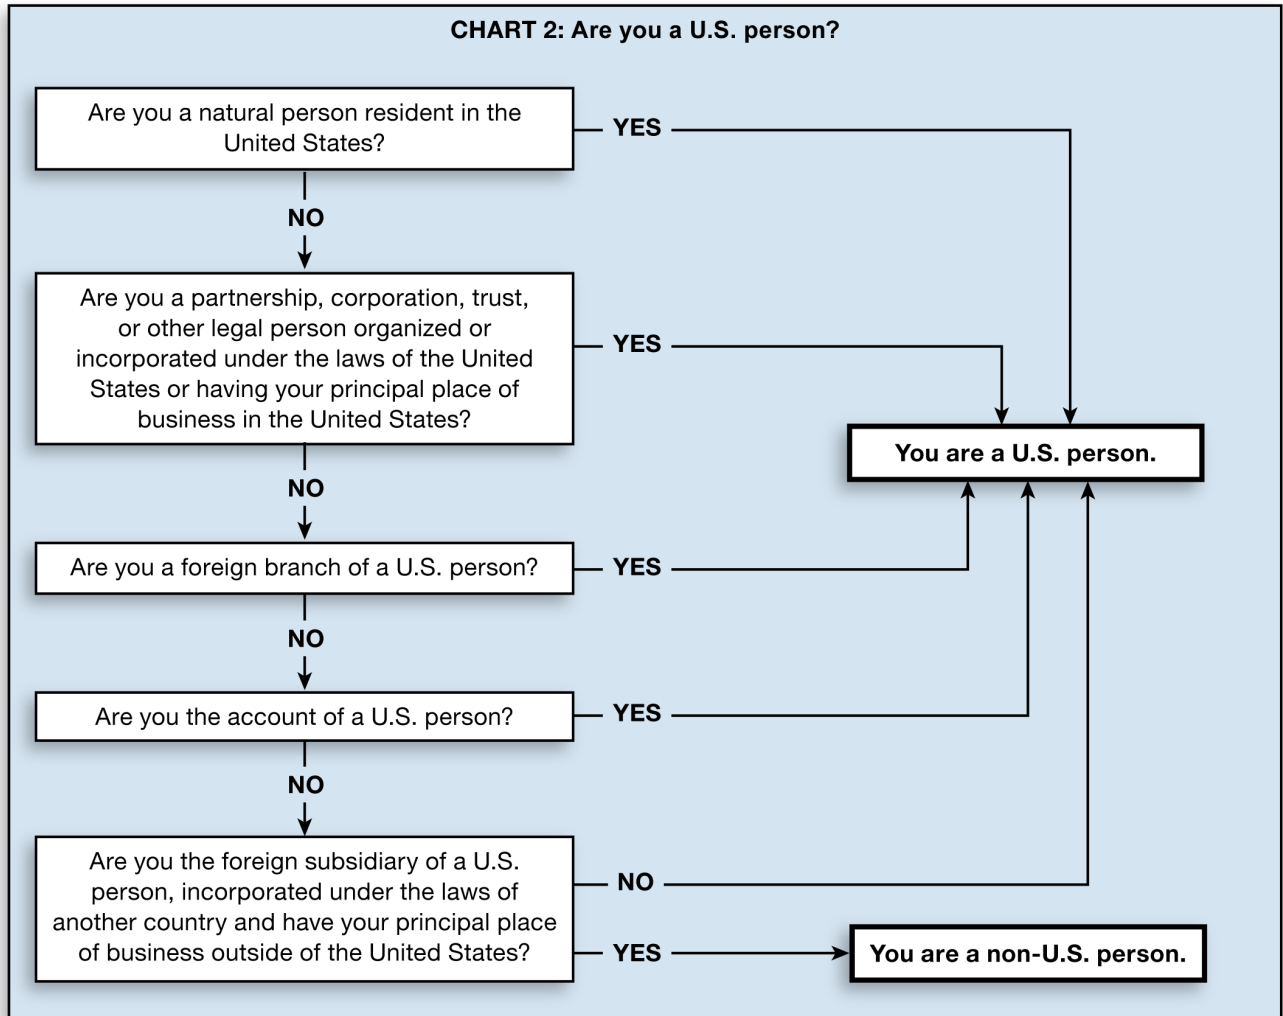 CHART 2: Are you a U.S. person?
Are you a natural person resident in the
United States?
YES
NO
Are you a partnership, corporation, trust,
or other legal person organized or
incorporated under the laws of the United
States or having your principal place of
business in the United States?
YES
You are a U.S. person.
NO
Are you a foreign branch of a U.S. person?
YES
NO
Are you the account of a U.S. person?
YES
NO
Are you the foreign subsidiary of a U.S.
person, incorporated under the laws of
another country and have your principal place
of business outside of the United States?
NO
YES
You are a non-U.S. person.